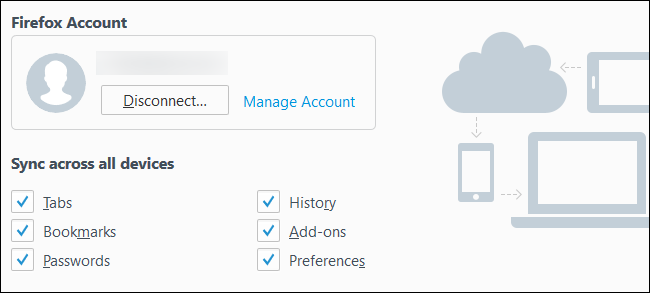 Firefox Account
Disconnect... Manage Account
Sync across all devices
Tabs History
Bookmarks Add-ons
Passwords Preferences